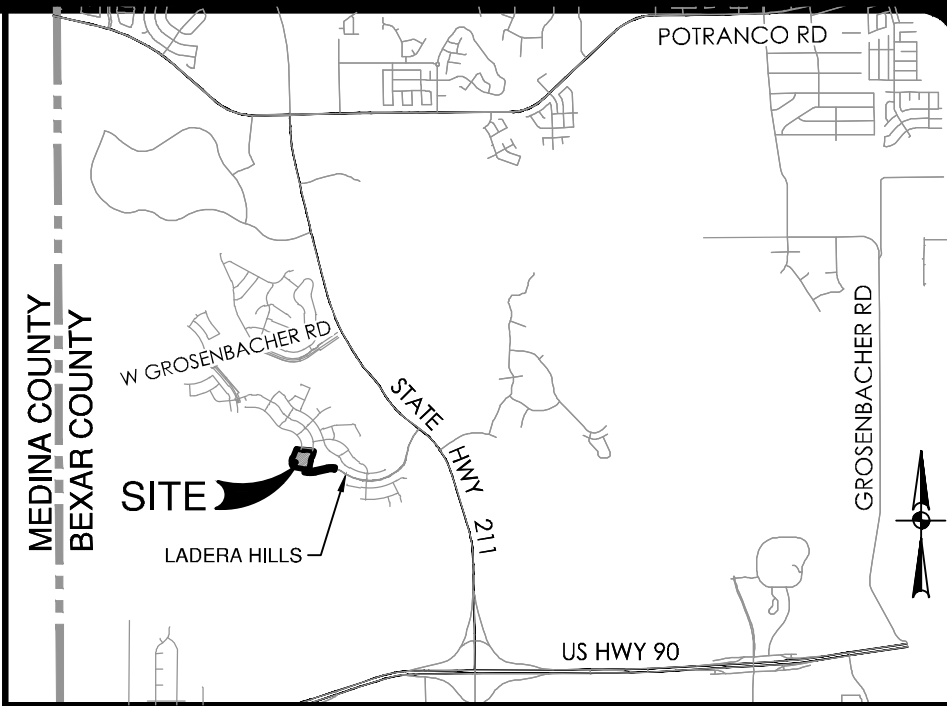 POTRANCO RD
MEDINA COUNTY
BEXAR COUNTY
W GROSENBACHER RD
GROSENBACHER RD
STATE HWY 211
SITE
LADERA HILLS
US HWY 90